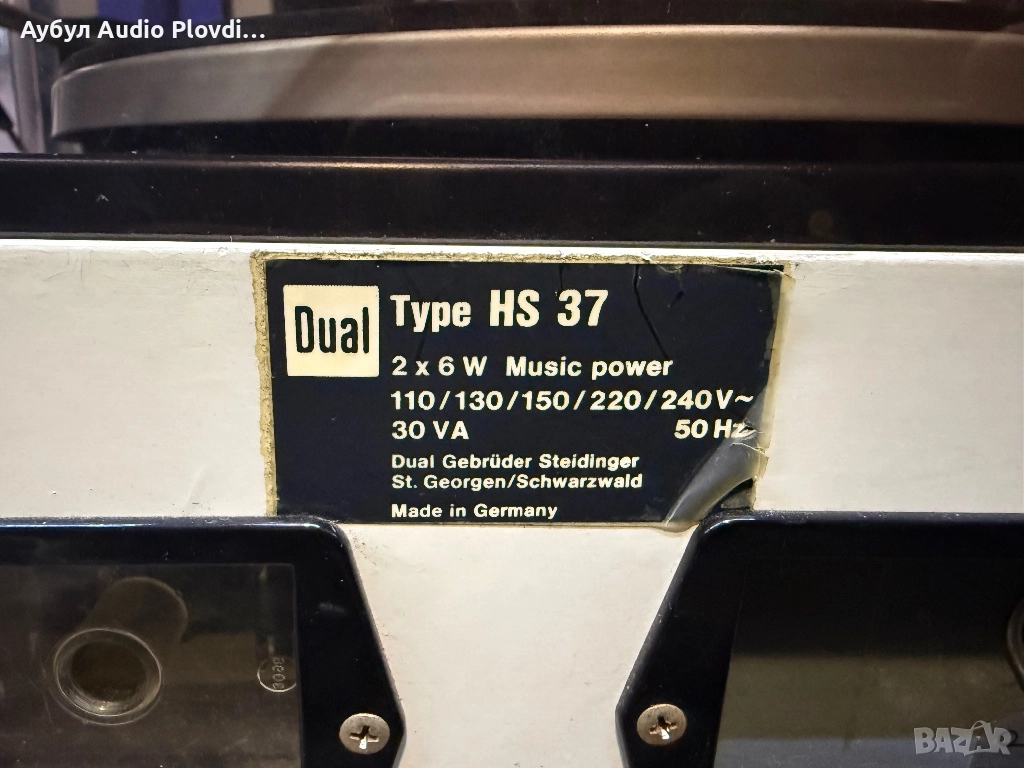 Аубул Audio Plovdi...
Dual
Type HS 37
2 x 6 W Music power
110/130/150/220/240V~
30 VA 50 Hz
Dual Gebrüder Steidinger
St. Georgen/Schwarzwald
Made in Germany
BAZAR